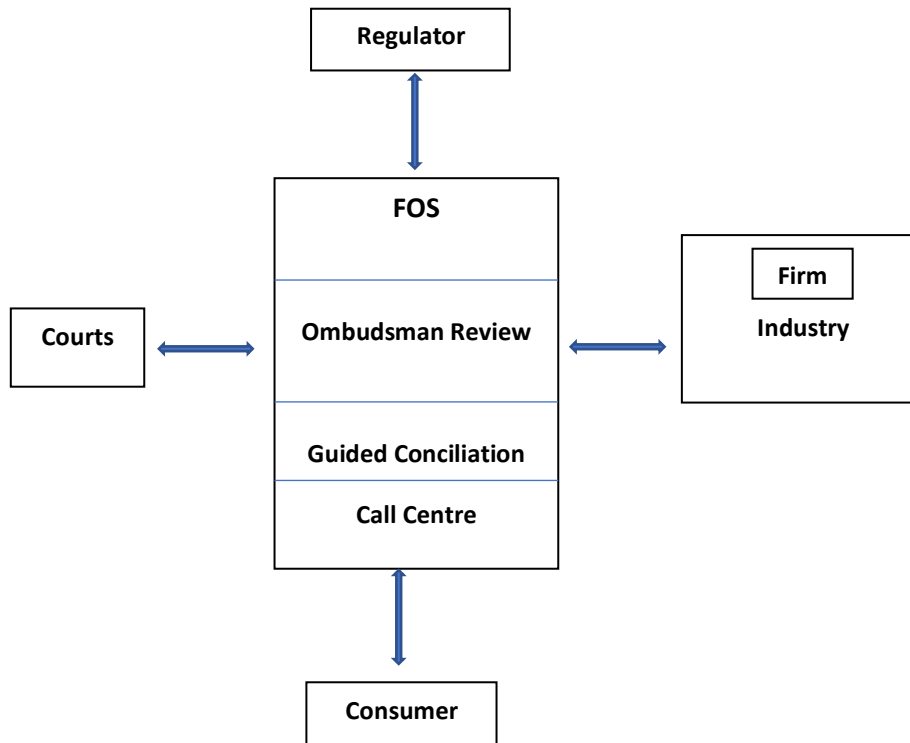 Regulator
FOS
Firm
Industry
Courts
Ombudsman Review
Guided Conciliation
Call Centre
Consumer